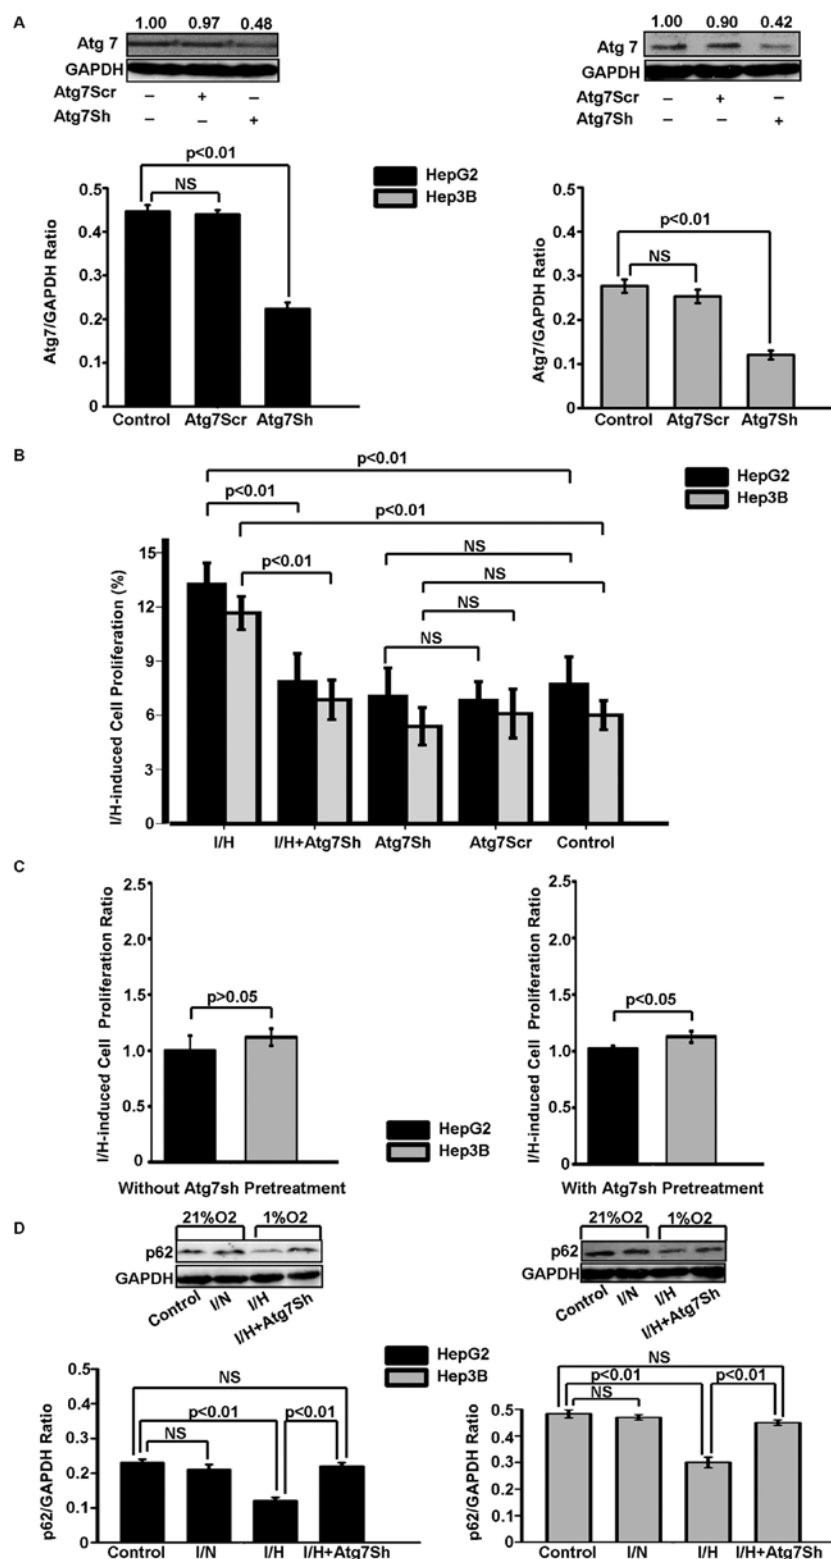 A
1.00 0.97 0.48
Atg 7
GAPDH
Atg7Scr – + –
Atg7Sh – – +
1.00 0.90 0.42
Atg 7
GAPDH
Atg7Scr – + –
Atg7Sh – – +
HepG2
Hep3B
p<0.01
NS
0.5
0.4
0.3
0.2
0.1
0
Atg7/GAPDH Ratio
Control Atg7Scr Atg7Sh
p<0.01
NS
0.5
0.4
0.3
0.2
0.1
0
Atg7/GAPDH Ratio
Control Atg7Scr Atg7Sh
B
p<0.01
HepG2
Hep3B
p<0.01
p<0.01
p<0.01
NS
NS
NS
NS
15
12
9
6
3
0
I/H-induced Cell Proliferation (%)
I/H I/H+Atg7Sh Atg7Sh Atg7Scr Control
C
2.5
2.0
1.5
1.0
0.5
0
I/H-induced Cell Proliferation Ratio
p>0.05
Without Atg7sh Pretreatment
HepG2
Hep3B
2.5
2.0
1.5
1.0
0.5
0
I/H-induced Cell Proliferation Ratio
p<0.05
With Atg7sh Pretreatment
D
21%O2 1%O2
p62
GAPDH
Control I/N I/H I/H+Atg7Sh
21%O2 1%O2
p62
GAPDH
Control I/N I/H I/H+Atg7Sh
HepG2
Hep3B
NS
p<0.01 p<0.01
NS
0.5
0.4
0.3
0.2
0.1
0
p62/GAPDH Ratio
Control I/N I/H I/H+Atg7Sh
NS
p<0.01 p<0.01
NS
0.5
0.4
0.3
0.2
0.1
0
p62/GAPDH Ratio
Control I/N I/H I/H+Atg7Sh